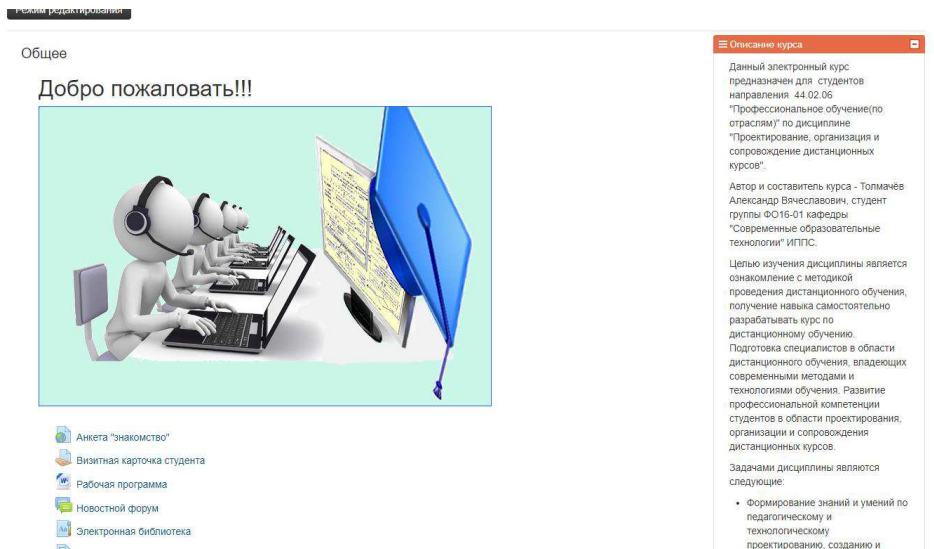 Режим редактирования
Общее
Добро пожаловать!!!
Анкета "знакомство"
Визитная карточка студента
Рабочая программа
Новостной форум
Электронная библиотека
Описание курса
Данный электронный курс
предназначен для студентов
направления 44.02.06
"Профессиональное обучение(по
отраслям)" по дисциплине
"Проектирование, организация и
сопровождение дистанционных
курсов".
Автор и составитель курса - Толмачёв
Александр Вячеславович, студент
группы ФО16-01 кафедры
"Современные образовательные
технологии" ИППС.
Целью изучения дисциплины является
ознакомление с методикой
проведения дистанционного обучения,
получение навыка самостоятельно
разрабатывать курс по
дистанционному обучению.
Подготовка специалистов в области
дистанционного обучения, владеющих
современными методами и
технологиями обучения. Развитие
профессиональной компетенции
студентов в области проектирования,
организации и сопровождения
дистанционных курсов.
Задачами дисциплины являются
следующие:
• Формирование знаний и умений по
педагогическому и
технологическому
проектированию, созданию и